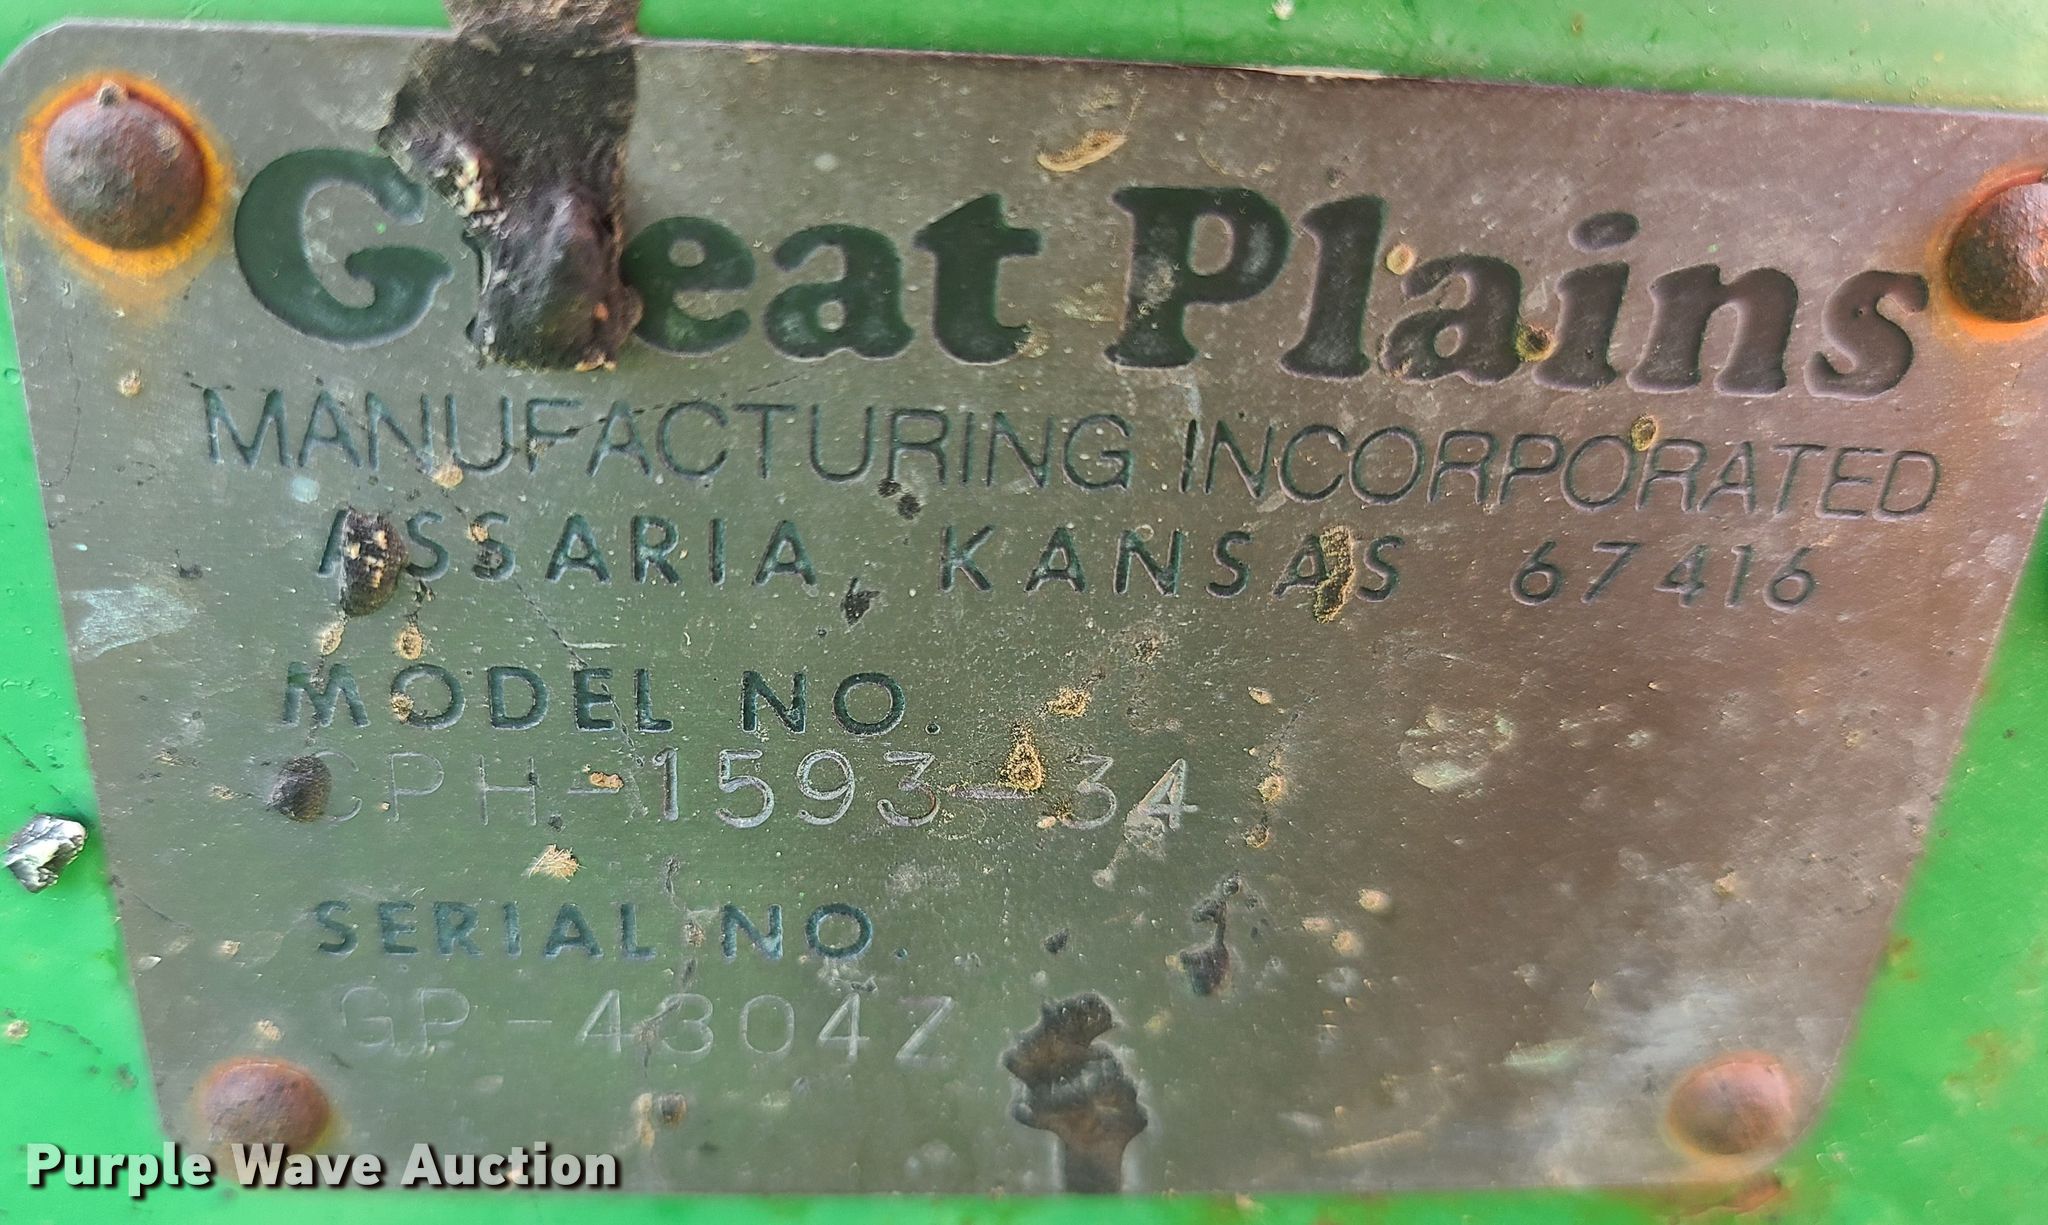 Great Plains
MANUFACTURING INCORPORATED
ASSARIA, KANSAS 67416
MODEL NO.
CPH-1593-34
SERIAL NO.
GP-4304Z
Purple Wave Auction